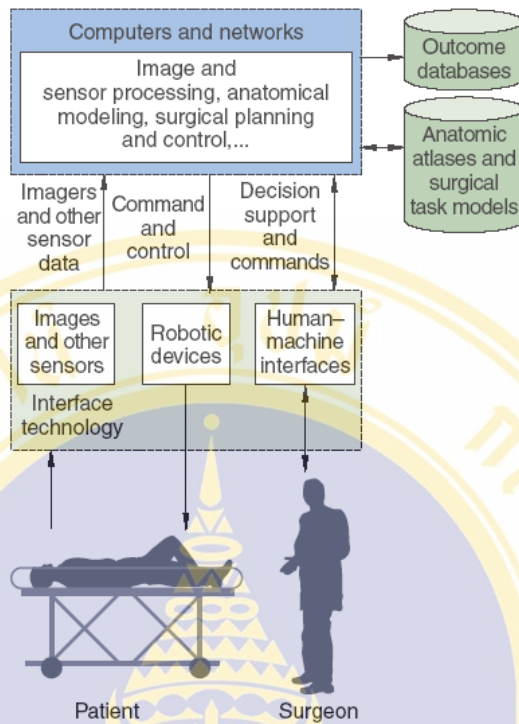 Computers and networks
Image and
sensor processing, anatomical
modeling, surgical planning
and control,...
Outcome
databases
Anatomic
atlases and
surgical
task models
Imagers
and other
sensor
data
Command
and
control
Decision
support
and
commands
Images
and other
sensors
Robotic
devices
Human–
machine
interfaces
Interface
technology
Patient
Surgeon